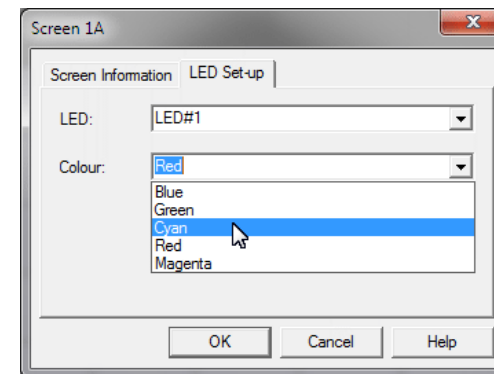 Screen 1A
Screen Information LED Set-up
LED: LED#1
Colour: Red
Blue
Green
Cyan
Red
Magenta
OK Cancel Help